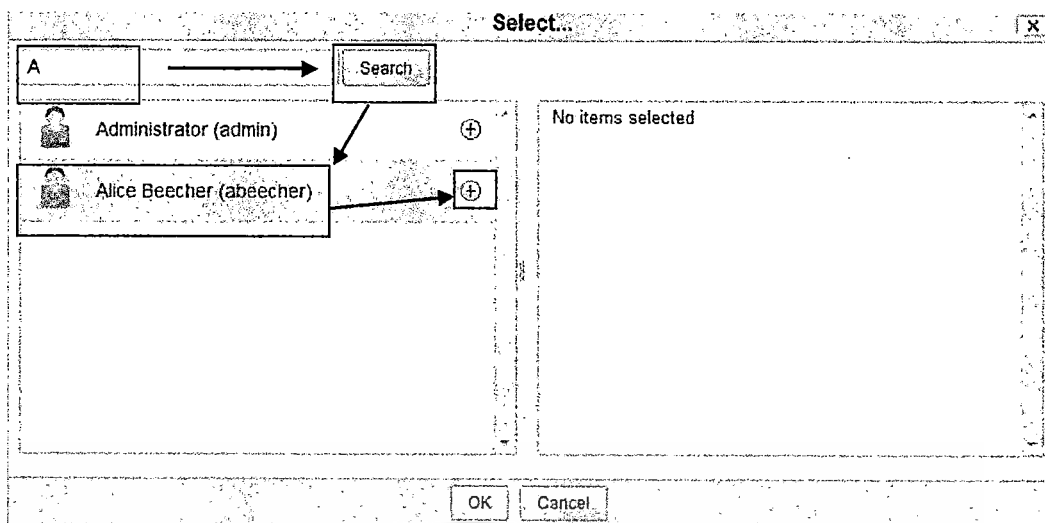 Select...
X
A
Search
Administrator (admin)
Alice Beecher (abeecher)
No items selected
OK
Cancel